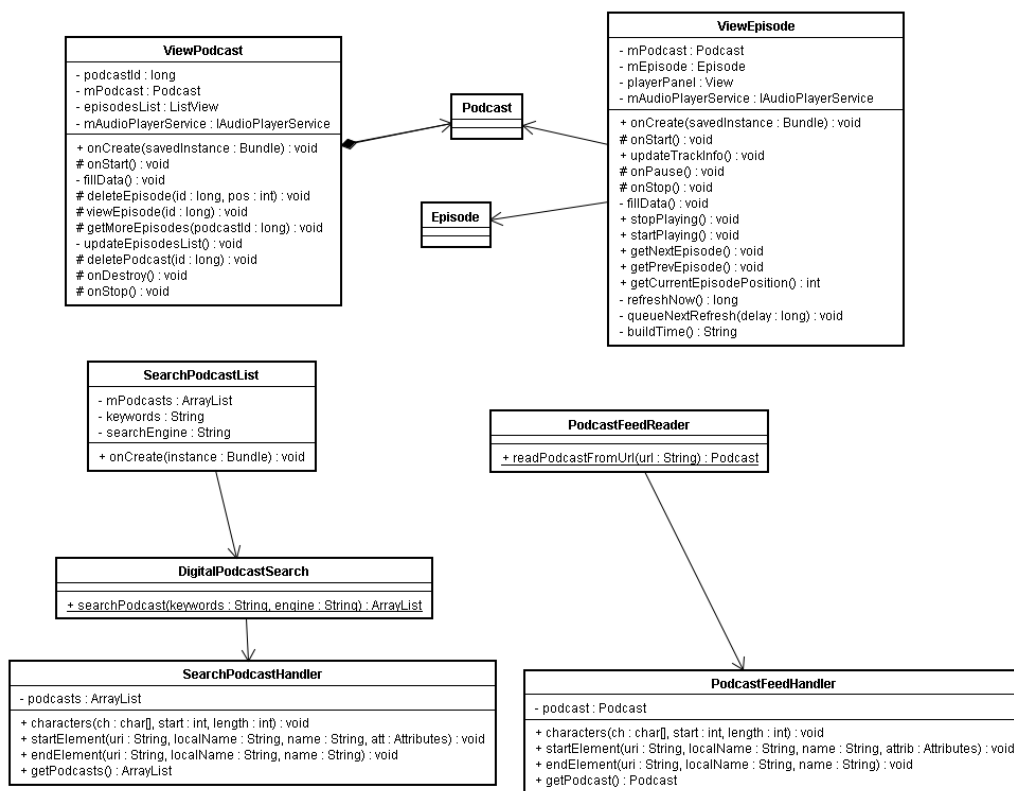 ViewPodcast
- podcastId : long
- mPodcast : Podcast
- episodesList : ListView
- mAudioPlayerService : IAudioPlayerService
+ onCreate(savedInstance : Bundle) : void
# onStart() : void
- fillData() : void
# deleteEpisode(id : long, pos : int) : void
# viewEpisode(id : long) : void
# getMoreEpisodes(podcastId : long) : void
- updateEpisodesList() : void
# deletePodcast(id : long) : void
# onDestroy() : void
# onStop() : void
Podcast
Episode
ViewEpisode
- mPodcast : Podcast
- mEpisode : Episode
- playerPanel : View
- mAudioPlayerService : IAudioPlayerService
+ onCreate(savedInstance : Bundle) : void
# onStart() : void
+ updateTrackInfo() : void
# onPause() : void
# onStop() : void
- fillData() : void
+ stopPlaying() : void
+ startPlaying() : void
+ getNextEpisode() : void
+ getPrevEpisode() : void
+ getCurrentEpisodePosition() : int
- refreshNow() : long
- queueNextRefresh(delay : long) : void
- buildTime() : String
SearchPodcastList
- mPodcasts : ArrayList
- keywords : String
- searchEngine : String
+ onCreate(instance : Bundle) : void
PodcastFeedReader
+ readPodcastFromUrl(url : String) : Podcast
DigitalPodcastSearch
+ searchPodcast(keywords : String, engine : String) : ArrayList
SearchPodcastHandler
- podcasts : ArrayList
+ characters(ch : char[], start : int, length : int) : void
+ startElement(uri : String, localName : String, name : String, att : Attributes) : void
+ endElement(uri : String, localName : String, name : String) : void
+ getPodcasts() : ArrayList
PodcastFeedHandler
- podcast : Podcast
+ characters(ch : char[], start : int, length : int) : void
+ startElement(uri : String, localName : String, name : String, attrib : Attributes) : void
+ endElement(uri : String, localName : String, name : String) : void
+ getPodcast() : Podcast